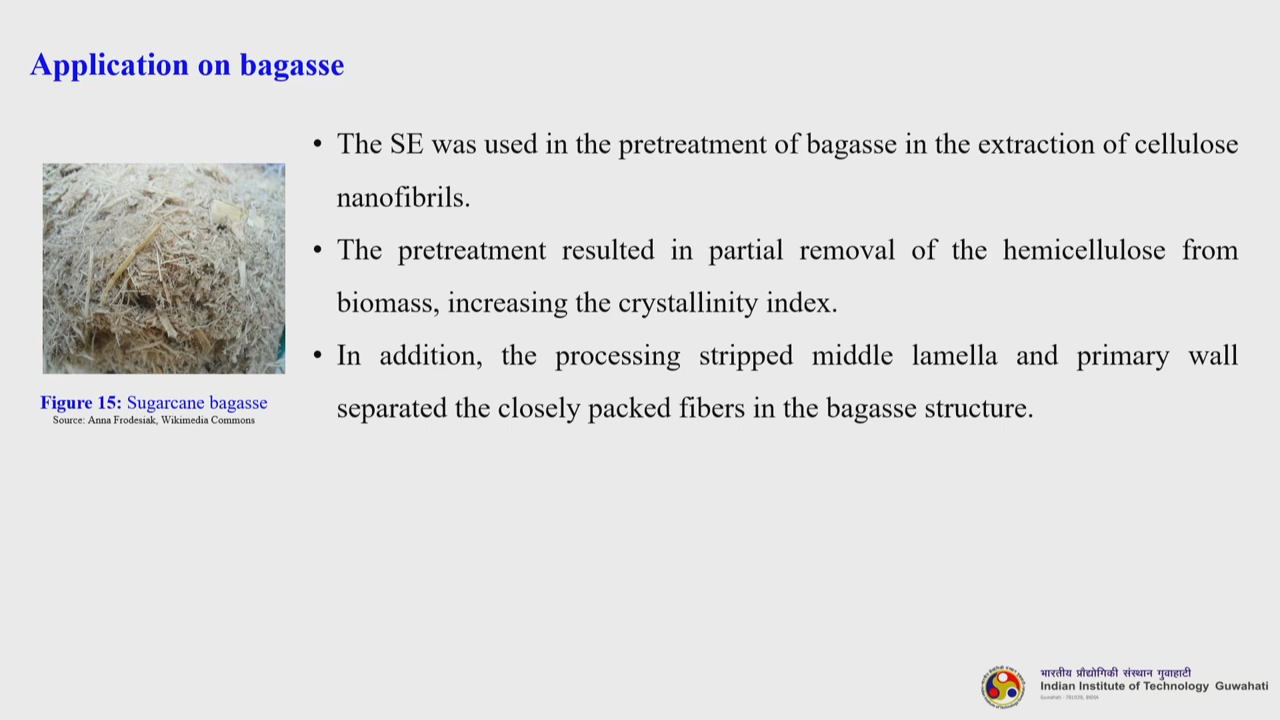 Application on bagasse
• The SE was used in the pretreatment of bagasse in the extraction of cellulose
nanofibrils.
• The pretreatment resulted in partial removal of the hemicellulose from
biomass, increasing the crystallinity index.
• In addition, the processing stripped middle lamella and primary wall
separated the closely packed fibers in the bagasse structure.
Figure 15: Sugarcane bagasse
Source: Anna Frodesiak, Wikimedia Commons
भारतीय प्रौद्योगिकी संस्थान गुवाहाटी
Indian Institute of Technology Guwahati
Guwahati - 781039, INDIA